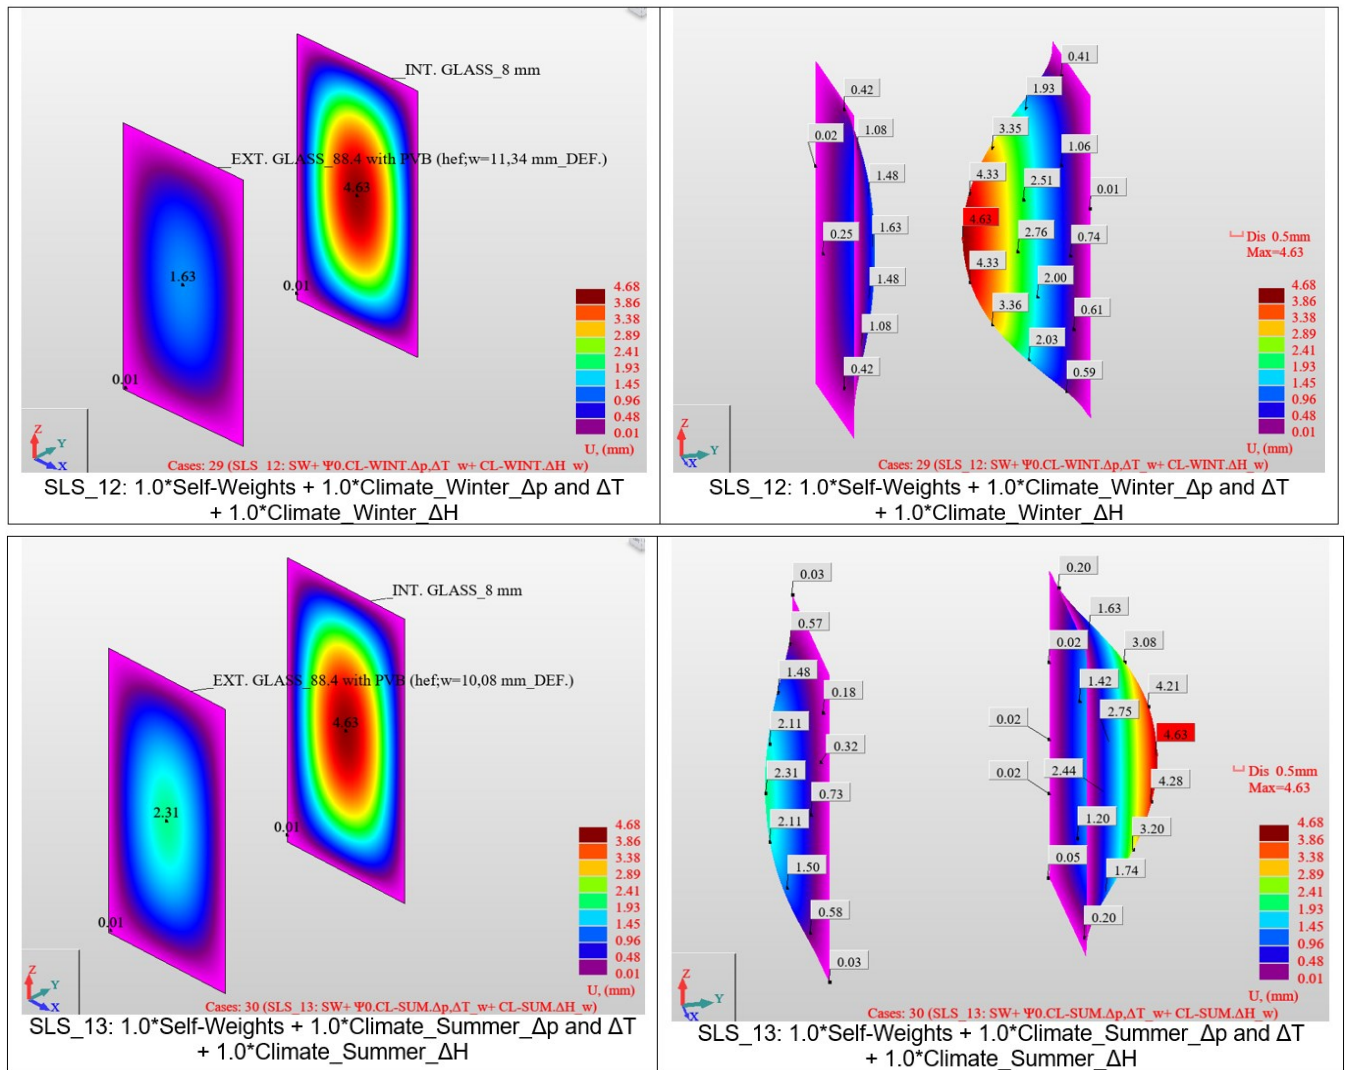 INT. GLASS_8 mm
EXT. GLASS_88.4 with PVB (hef;w=11,34 mm_DEF.)
4.63
1.63
0.01
0.01
4.68
3.86
3.38
2.89
2.41
1.93
1.45
0.96
0.48
0.01
U, (mm)
Z
Y
X
Cases: 29 (SLS_12: SW+ Ψ0.CL-WINT.Δp,ΔT_w+ CL-WINT.ΔH_w)
SLS_12: 1.0*Self-Weights + 1.0*Climate_Winter_Δp and ΔT
+ 1.0*Climate_Winter_ΔH
0.42
0.02
1.08
1.48
0.25
1.63
1.48
1.08
0.42
0.41
1.93
3.35
1.06
4.33
2.51
0.01
4.63
2.76
0.74
4.33
2.00
3.36
0.61
2.03
0.59
Dis 0.5mm
Max=4.63
4.68
3.86
3.38
2.89
2.41
1.93
1.45
0.96
0.48
0.01
U, (mm)
Z
Y
X
Cases: 29 (SLS_12: SW+ Ψ0.CL-WINT.Δp,ΔT_w+ CL-WINT.ΔH_w)
SLS_12: 1.0*Self-Weights + 1.0*Climate_Winter_Δp and ΔT
+ 1.0*Climate_Winter_ΔH
INT. GLASS_8 mm
EXT. GLASS_88.4 with PVB (hef;w=10,08 mm_DEF.)
4.63
2.31
0.01
0.01
4.68
3.86
3.38
2.89
2.41
1.93
1.45
0.96
0.48
0.01
U, (mm)
Z
Y
X
Cases: 30 (SLS_13: SW+ Ψ0.CL-SUM.Δp,ΔT_w+ CL-SUM.ΔH_w)
SLS_13: 1.0*Self-Weights + 1.0*Climate_Summer_Δp and ΔT
+ 1.0*Climate_Summer_ΔH
0.03
0.57
1.48
0.18
2.11
0.32
2.31
0.73
2.11
1.50
0.58
0.03
0.20
1.63
0.02
3.08
1.42
4.21
2.75
0.02
4.63
0.02
2.44
4.28
1.20
3.20
0.05
1.74
0.20
Dis 0.5mm
Max=4.63
4.68
3.86
3.38
2.89
2.41
1.93
1.45
0.96
0.48
0.01
U, (mm)
Z
Y
X
Cases: 30 (SLS_13: SW+ Ψ0.CL-SUM.Δp,ΔT_w+ CL-SUM.ΔH_w)
SLS_13: 1.0*Self-Weights + 1.0*Climate_Summer_Δp and ΔT
+ 1.0*Climate_Summer_ΔH